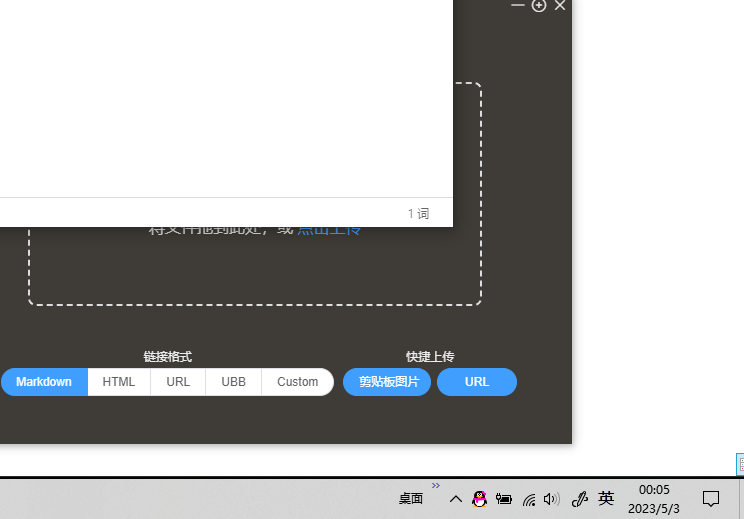 1 词
将文件拖到此处，或 点击上传
链接格式
快捷上传
Markdown HTML URL UBB Custom 剪贴板图片 URL
桌面
英
00:05
2023/5/3